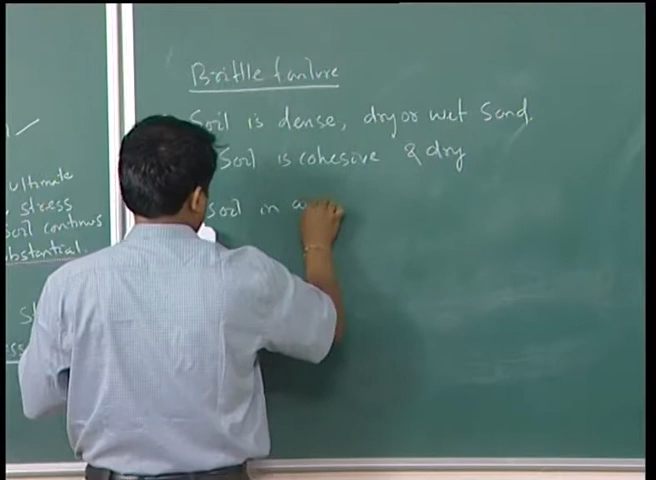 ultimate
stress
Soil continus
Substantial.
Brittle failure
Soil is dense, dry or wet Sand.
Soil is cohesive & dry
Soil in